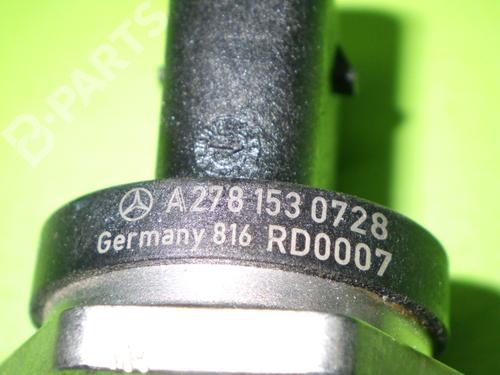 B-PARTS
A 278 153 0728
Germany 816 RD0007